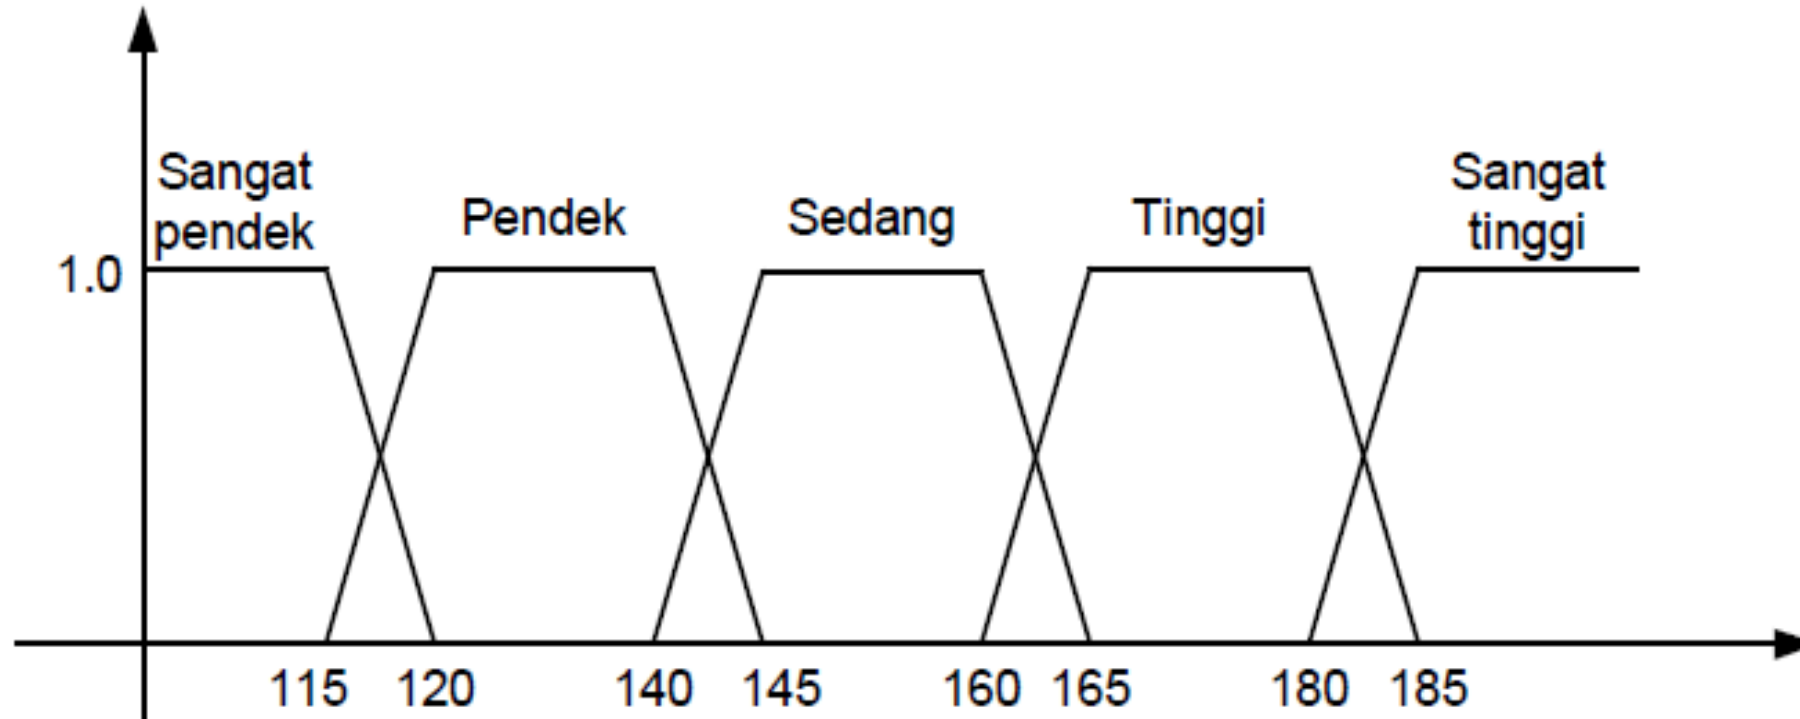 Sangat
pendek
Pendek
Sedang
Tinggi
Sangat
tinggi
1.0
115 120 140 145 160 165 180 185